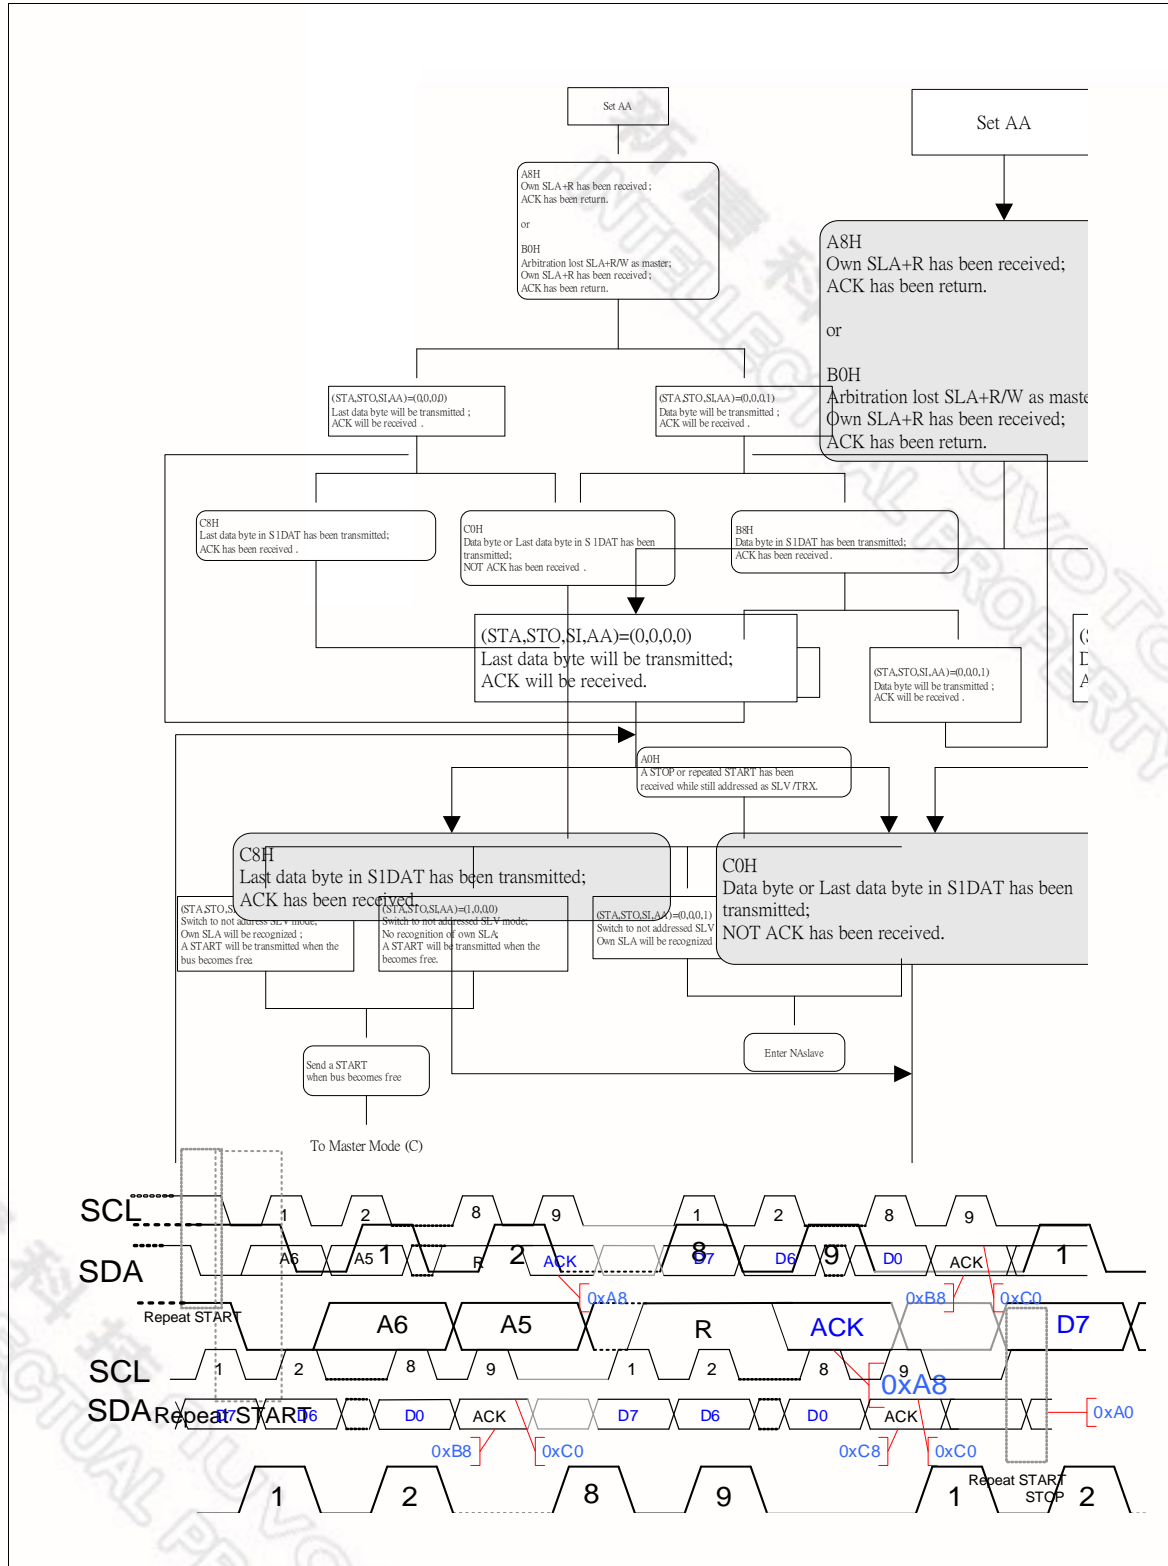 Set AA
Set AA
A8H
Own SLA+R has been received;
ACK has been return.
or
B0H
Arbitration lost SLA+R/W as master;
Own SLA+R has been received;
ACK has been return.
A8H
Own SLA+R has been received;
ACK has been return.
or
B0H
Arbitration lost SLA+R/W as maste
Own SLA+R has been received;
ACK has been return.
(STA,STO,SI,AA)=(0,0,0,0)
Last data byte will be transmitted ;
ACK will be received .
(STA,STO,SI,AA)=(0,0,0,1)
Data byte will be transmitted ;
ACK will be received .
C8H
Last data byte in S1DAT has been transmitted;
ACK has been received .
C0H
Data byte or Last data byte in S 1DAT has been
transmitted;
NOT ACK has been received .
B8H
Data byte in S1DAT has been transmitted;
ACK has been received .
(STA,STO,SI,AA)=(0,0,0,0)
Last data byte will be transmitted;
ACK will be received.
(STA,STO,SI,AA)=(0,0,0,1)
Data byte will be transmitted ;
ACK will be received .
(S
D
A
A0H
A STOP or repeated START has been
received while still addressed as SLV /TRX.
C8H
Last data byte in S1DAT has been transmitted;
ACK has been received.
C0H
Data byte or Last data byte in S1DAT has been
transmitted;
NOT ACK has been received.
(STA,STO,S
Switch to not address SLV mode;
Own SLA will be recognized ;
A START will be transmitted when the
bus becomes free.
(STA,STO,SI,AA)=(1,0,0,0)
Switch to not addressed SLV mode;
No recognition of own SLA;
A START will be transmitted when the
becomes free.
(STA,STO,SI,AA)=(0,0,0,1)
Switch to not addressed SLV
Own SLA will be recognized
Send a START
when bus becomes free
Enter NAslave
To Master Mode (C)
SCL 1 2 8 9 1 2 8 9
1 2 8 9 1
SDA A6 A5 R ACK D7 D6 D0 ACK
0xA8 0xB8 0xC0
Repeat START
A6 A5 R ACK D7
SCL 1 2 8 9 1 2 8 9
0xA8
SDA D7 D6 D0 ACK D7 D6 D0 ACK
Repeat START
0xA0
0xB8 0xC0 0xC8 0xC0
Repeat START
STOP
1 2 8 9 1 2
新唐科
INTELLECTUAL PROPERTY